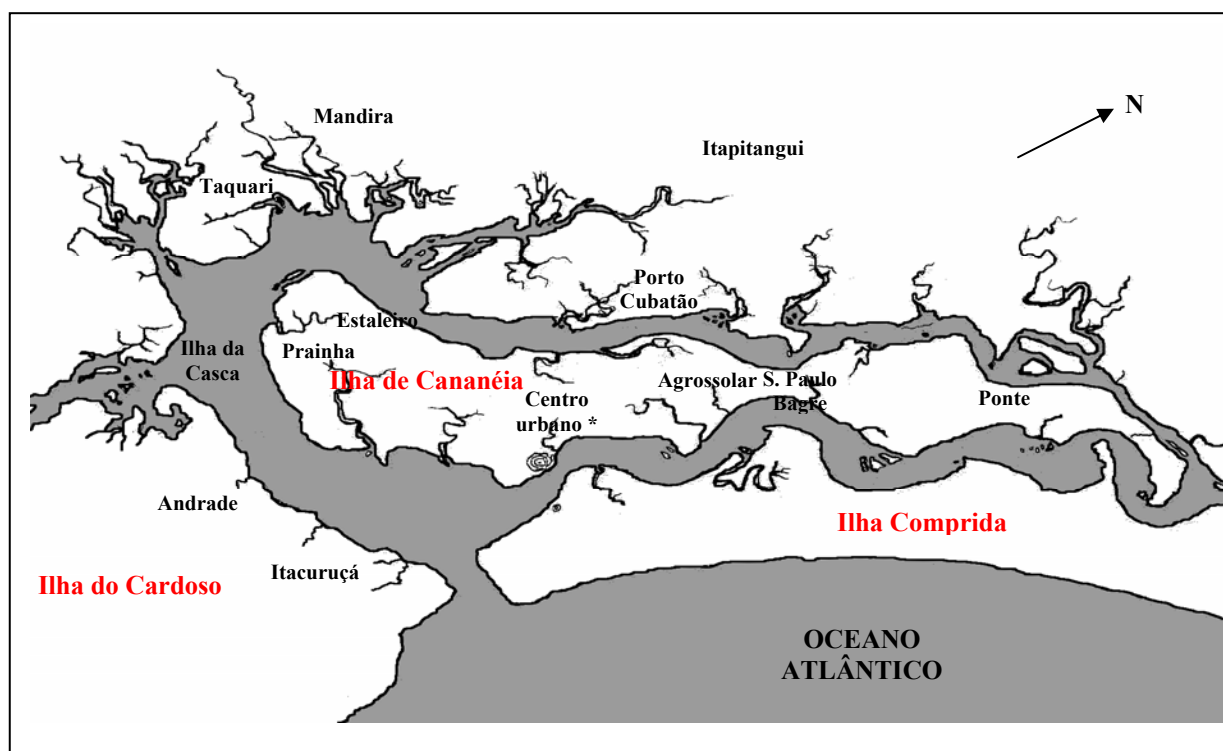 Mandira
N
Itapitangui
Taquari
Porto
Cubatão
Estaleiro
Ilha da
Casca
Prainha
Ilha de Cananéia
Centro
urbano *
Agrossolar
S. Paulo
Bagre
Ponte
Andrade
Ilha Comprida
Itacuruçá
Ilha do Cardoso
OCEANO
ATLÂNTICO